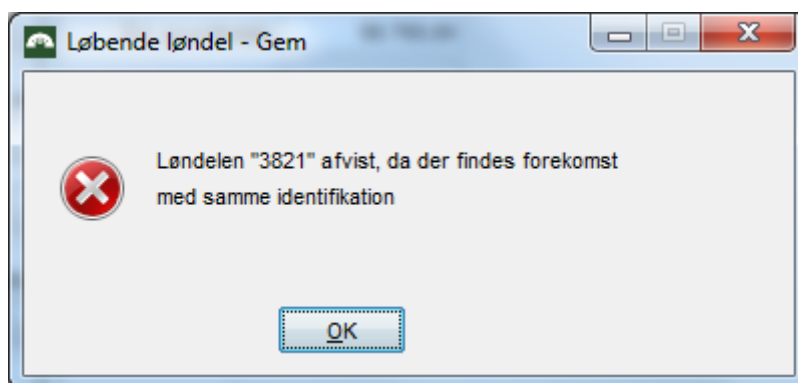 Løbende løndel - Gem
Løndelen "3821" afvist, da der findes forekomst
med samme identifikation
OK